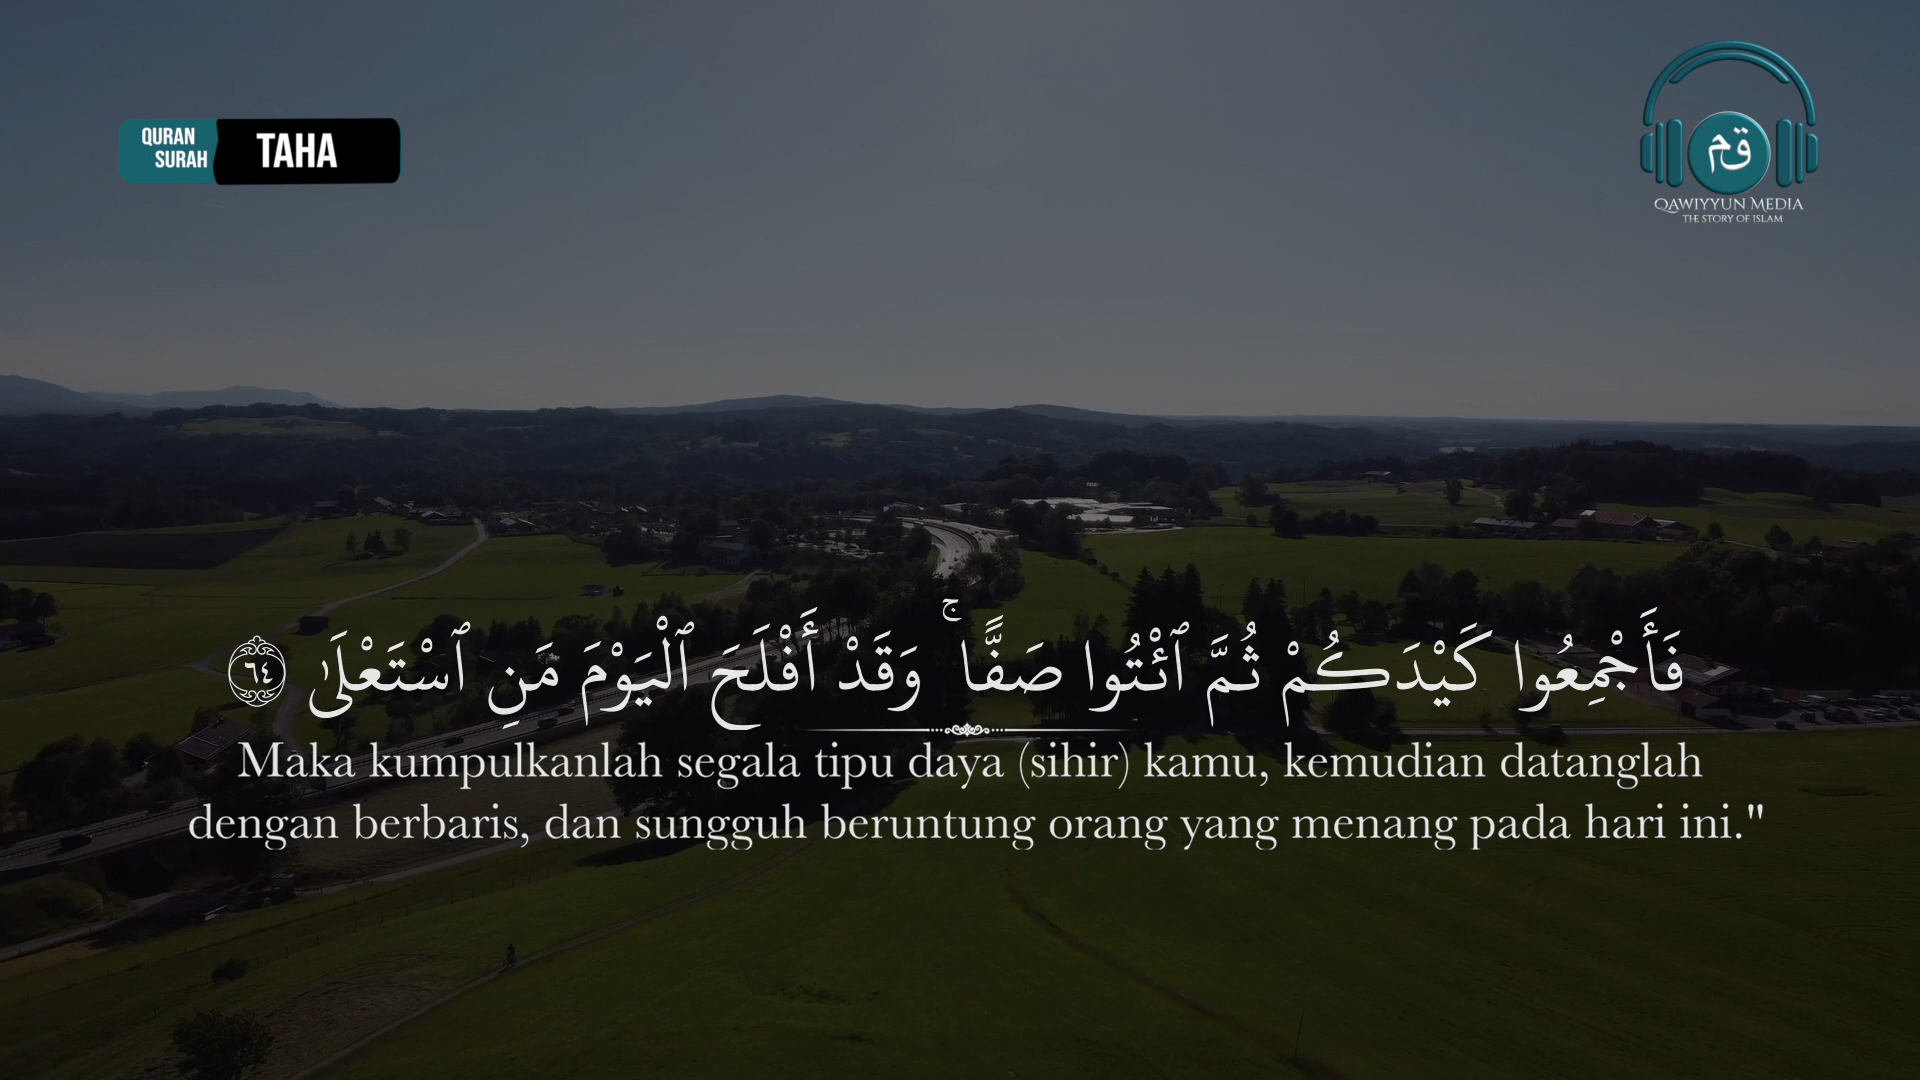 QURAN
SURAH
TAHA
قم
QAWIYYUN MEDIA
THE STORY OF ISLAM
فَأَجْمِعُوا كَيْدَكُمْ ثُمَّ ٱئْتُوا صَفًّا ۚ وَقَدْ أَفْلَحَ ٱلْيَوْمَ مَنِ ٱسْتَعْلَىٰ ٦٤
Maka kumpulkanlah segala tipu daya (sihir) kamu, kemudian datanglah
dengan berbaris, dan sungguh beruntung orang yang menang pada hari ini."